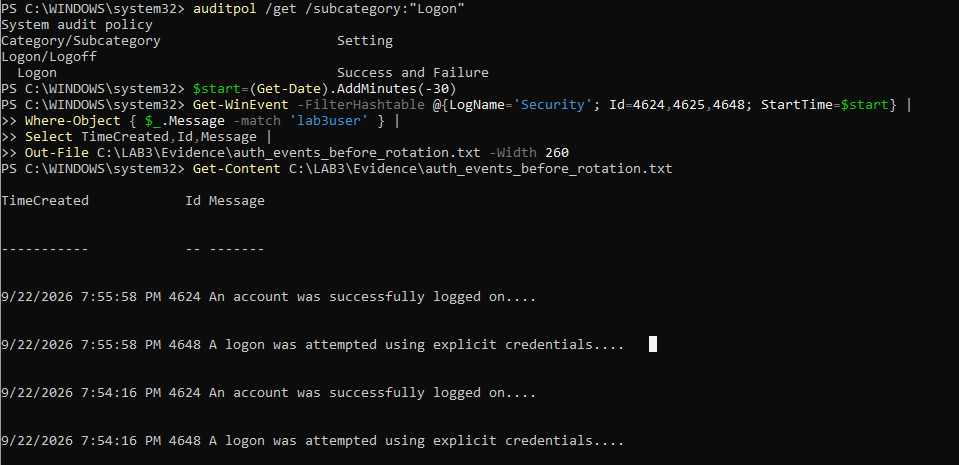 PS C:\WINDOWS\system32> auditpol /get /subcategory:"Logon"
System audit policy
Category/Subcategory                      Setting
Logon/Logoff
  Logon                                   Success and Failure
PS C:\WINDOWS\system32> $start=(Get-Date).AddMinutes(-30)
PS C:\WINDOWS\system32> Get-WinEvent -FilterHashtable @{LogName='Security'; Id=4624,4625,4648; StartTime=$start} |
>> Where-Object { $_.Message -match 'lab3user' } |
>> Select TimeCreated,Id,Message |
>> Out-File C:\LAB3\Evidence\auth_events_before_rotation.txt -Width 260
PS C:\WINDOWS\system32> Get-Content C:\LAB3\Evidence\auth_events_before_rotation.txt
TimeCreated            Id Message
-----------            -- -------
9/22/2026 7:55:58 PM 4624 An account was successfully logged on....
9/22/2026 7:55:58 PM 4648 A logon was attempted using explicit credentials....
9/22/2026 7:54:16 PM 4624 An account was successfully logged on....
9/22/2026 7:54:16 PM 4648 A logon was attempted using explicit credentials....